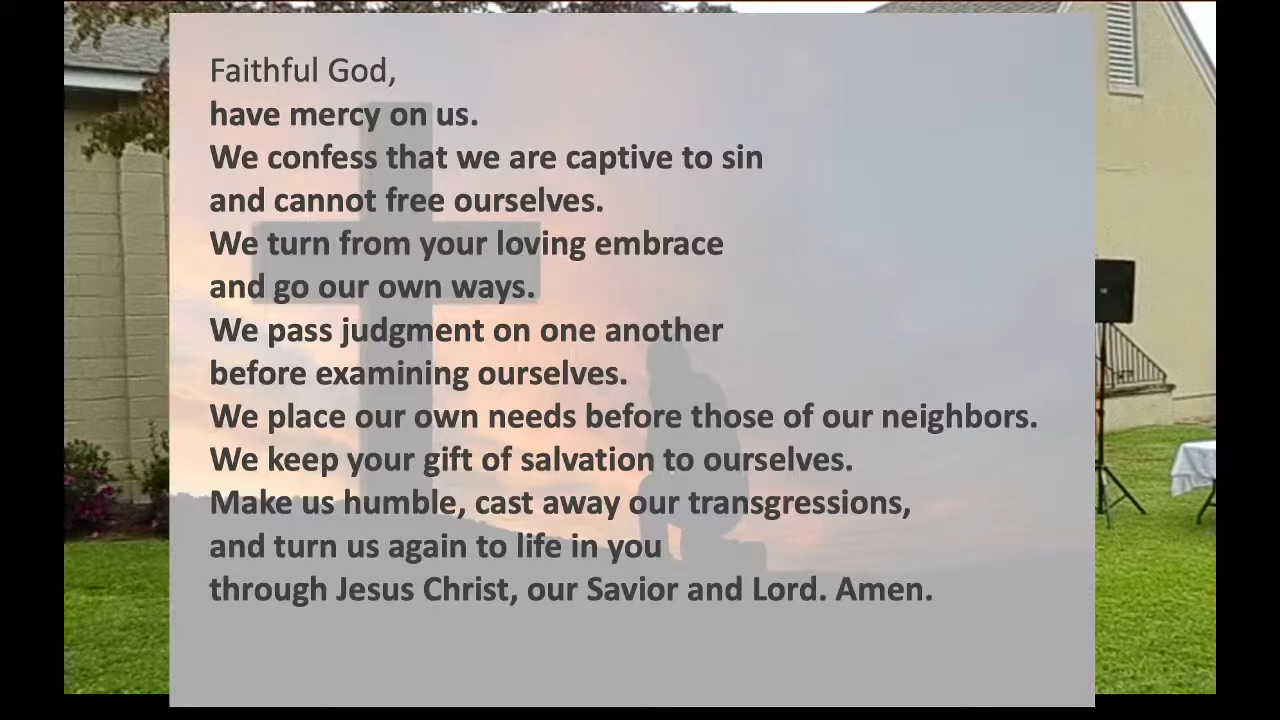 Faithful God,
have mercy on us.
We confess that we are captive to sin
and cannot free ourselves.
We turn from your loving embrace
and go our own ways.
We pass judgment on one another
before examining ourselves.
We place our own needs before those of our neighbors.
We keep your gift of salvation to ourselves.
Make us humble, cast away our transgressions,
and turn us again to life in you
through Jesus Christ, our Savior and Lord. Amen.